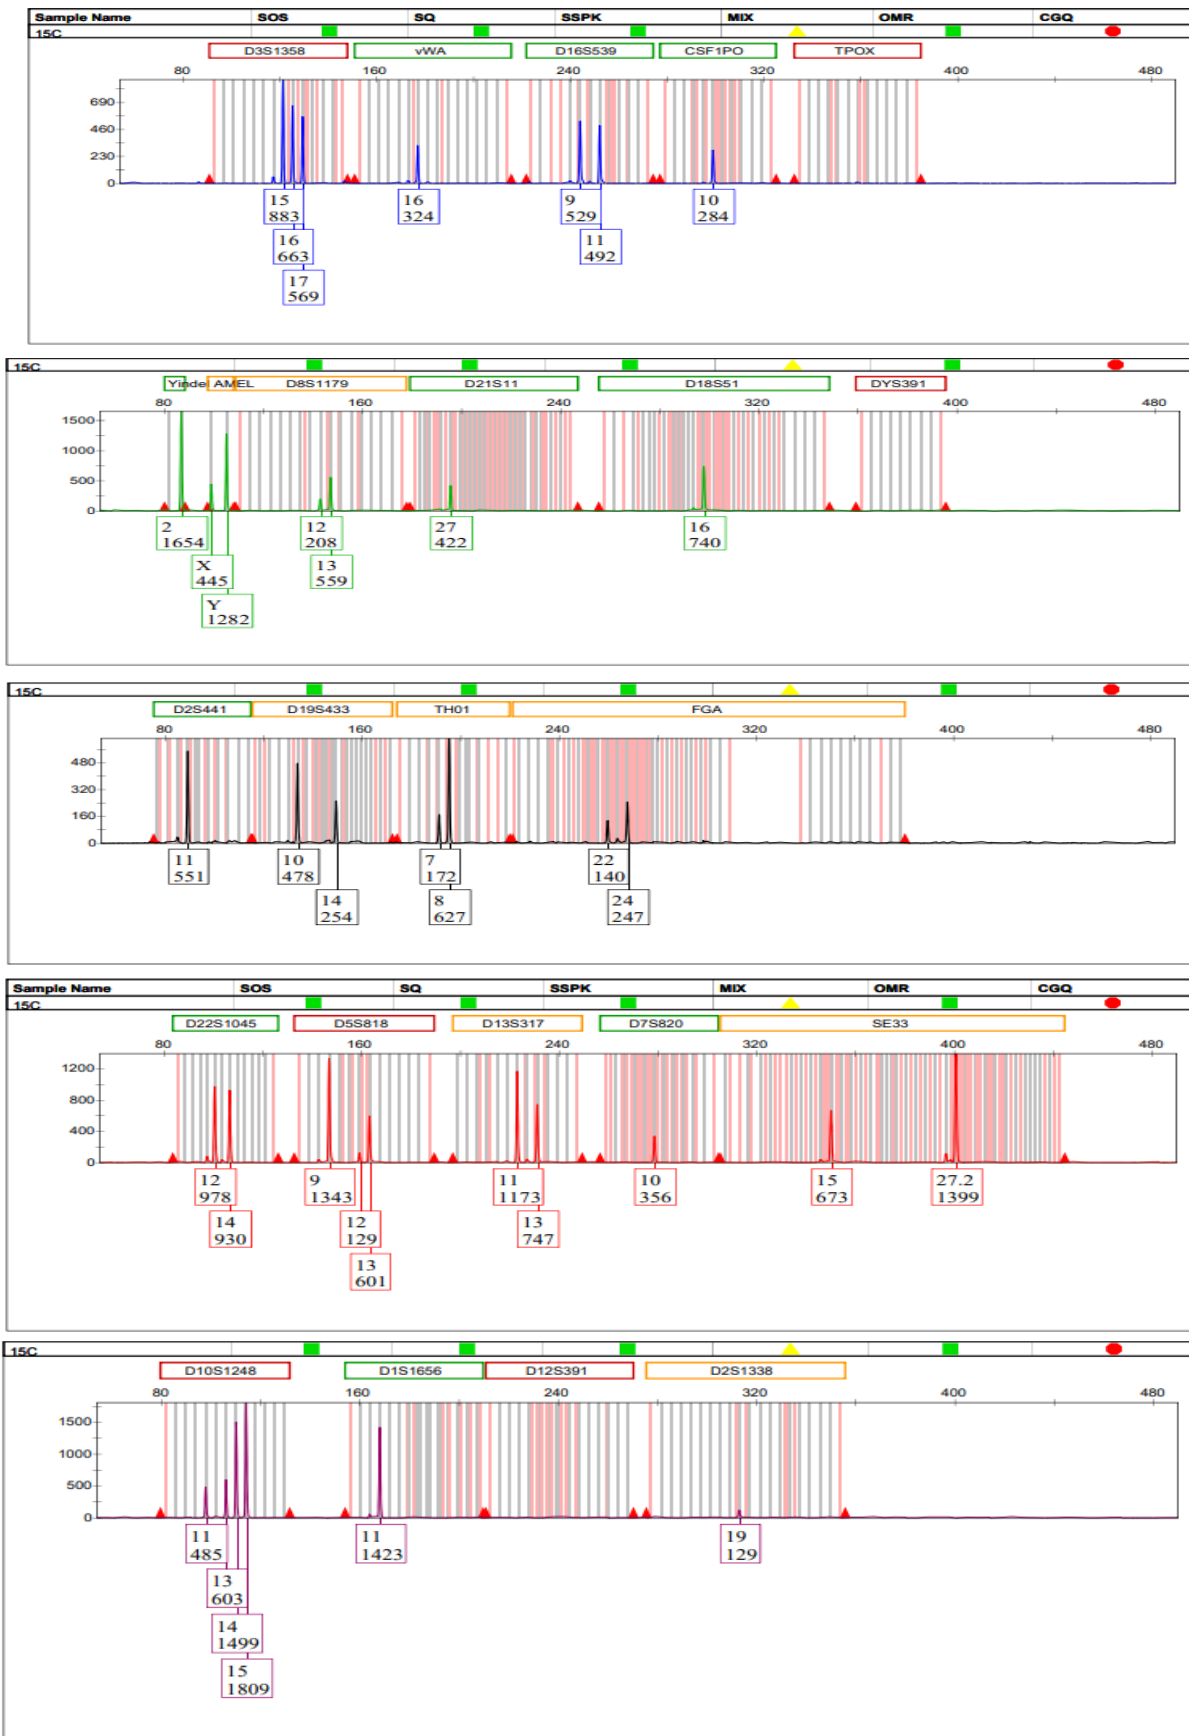 Sample Name SOS SQ SSPK MIX OMR CGQ
15C
D3S1358 vWA D16S539 CSF1PO TPOX
80 160 240 320 400 480
690
460
230
0
15 16 9 10
883 324 529 284
16 11
663 492
17
569
15C
Yindel AMEL D8S1179 D21S11 D18S51 DYS391
80 160 240 320 400 480
1500
1000
500
0
2 12 27 16
1654 208 422 740
X 13
445 559
Y
1282
15C
D2S441 D19S433 TH01 FGA
80 160 240 320 400 480
480
320
160
0
11 10 7 22
551 478 172 140
14 8 24
254 627 247
Sample Name SOS SQ SSPK MIX OMR CGQ
15C
D22S1045 D5S818 D13S317 D7S820 SE33
80 160 240 320 400 480
1200
800
400
0
12 9 11 10 15 27.2
978 1343 1173 356 673 1399
14 12 13
930 129 747
13
601
15C
D10S1248 D1S1656 D12S391 D2S1338
80 160 240 320 400 480
1500
1000
500
0
11 11 19
485 1423 129
13
603
14
1499
15
1809